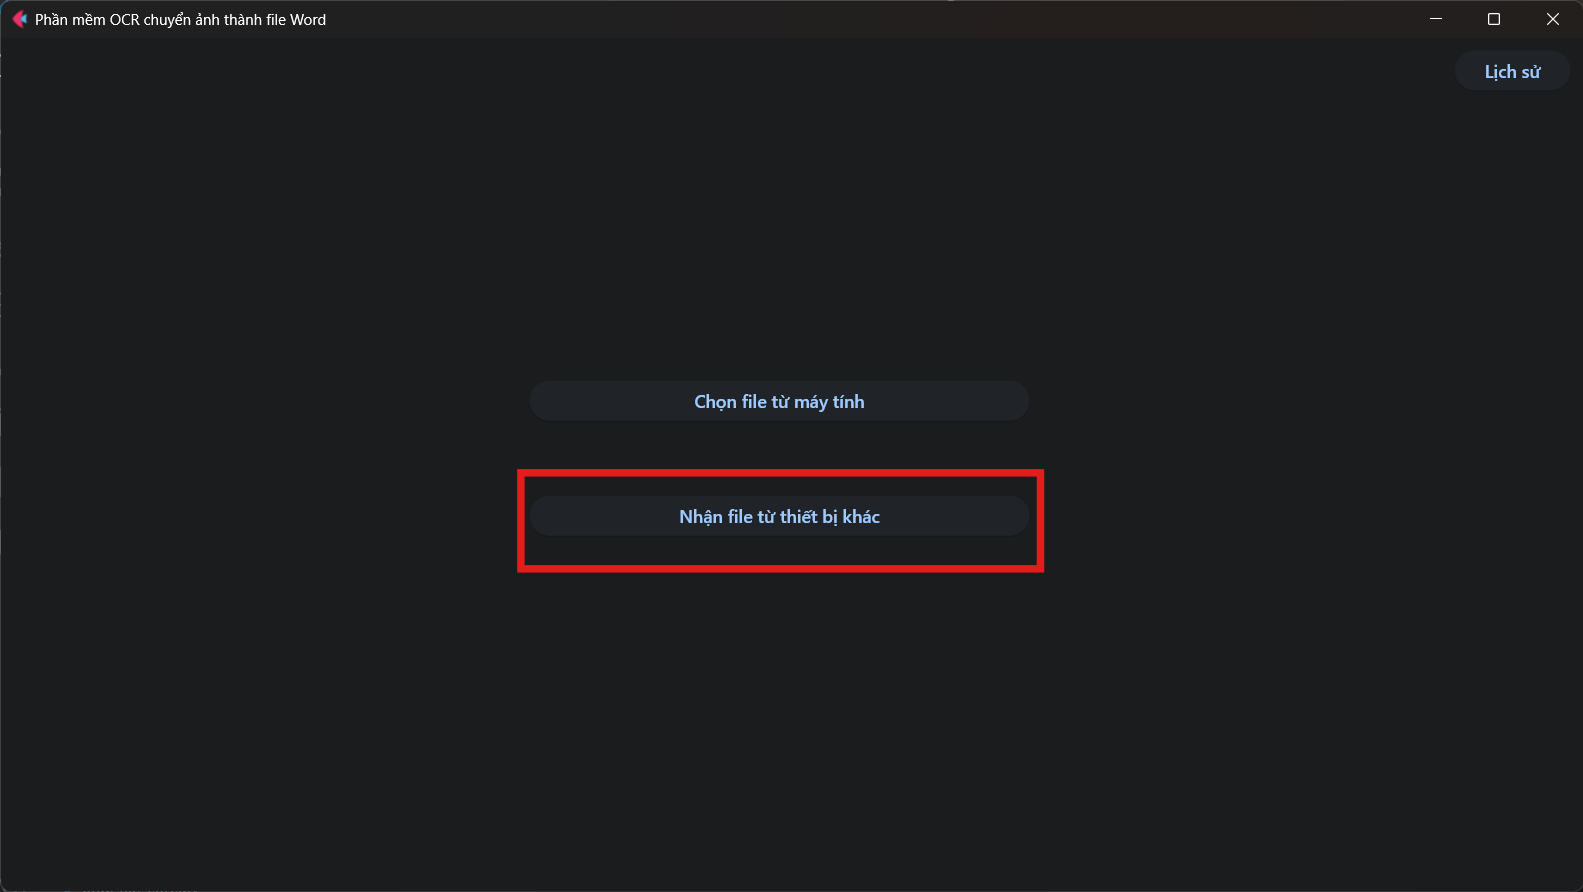 Phần mềm OCR chuyển ảnh thành file Word
Lịch sử
Chọn file từ máy tính
Nhận file từ thiết bị khác